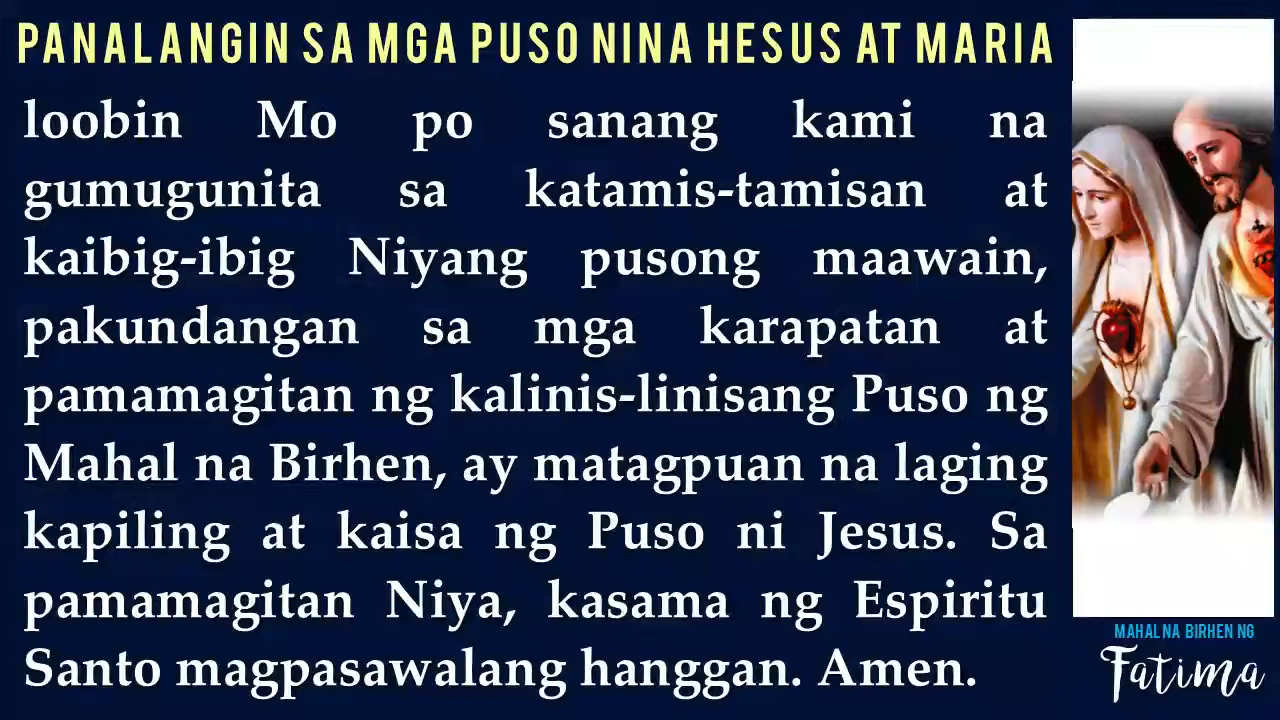 PANALANGIN SA MGA PUSO NINA HESUS AT MARIA
loobin Mo po sanang kami na
gumugunita sa katamis-tamisan at
kaibig-ibig Niyang pusong maawain,
pakundangan sa mga karapatan at
pamamagitan ng kalinis-linisang Puso ng
Mahal na Birhen, ay matagpuan na laging
kapiling at kaisa ng Puso ni Jesus. Sa
pamamagitan Niya, kasama ng Espiritu
Santo magpasawalang hanggan. Amen.
MAHAL NA BIRHEN NG
Fatima